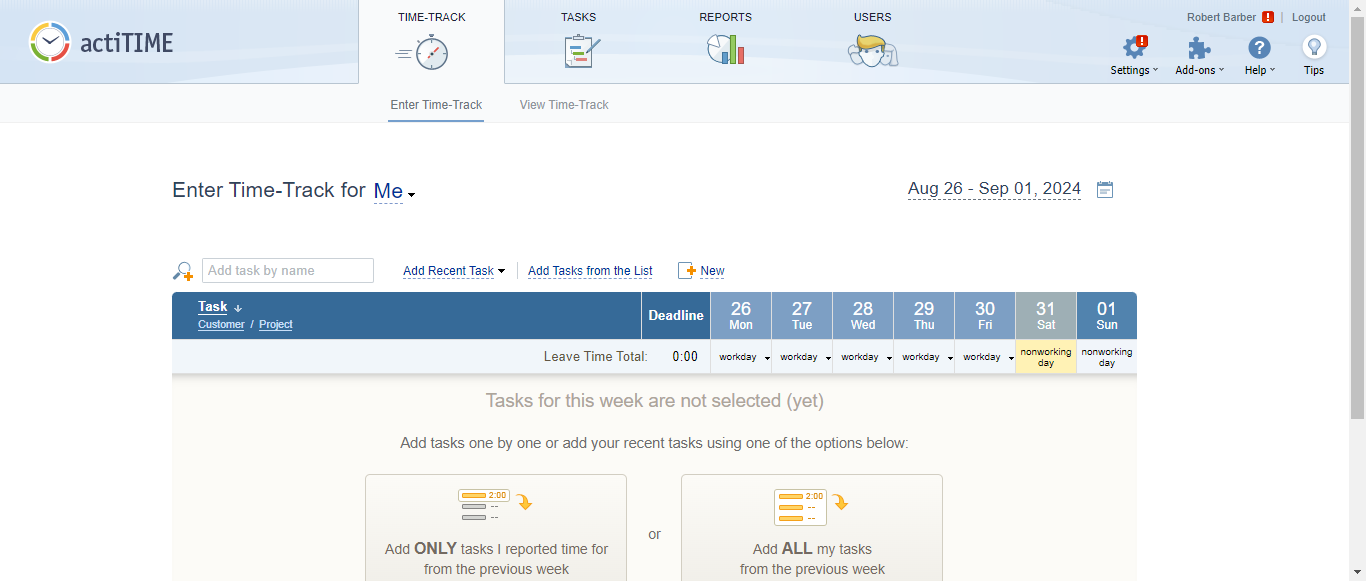 actiTIME
TIME-TRACK
TASKS
REPORTS
USERS
Robert Barber ! | Logout
Settings
Add-ons
Help
Tips
Enter Time-Track
View Time-Track
Enter Time-Track for Me
Aug 26 - Sep 01, 2024
Add task by name
Add Recent Task
Add Tasks from the List
New
Task ↓
Customer / Project
Deadline
26 Mon
27 Tue
28 Wed
29 Thu
30 Fri
31 Sat
01 Sun
Leave Time Total: 0:00
workday
workday
workday
workday
workday
nonworking day
nonworking day
Tasks for this week are not selected (yet)
Add tasks one by one or add your recent tasks using one of the options below:
2:00
--
--
Add ONLY tasks I reported time for
from the previous week
or
2:00
--
--
Add ALL my tasks
from the previous week